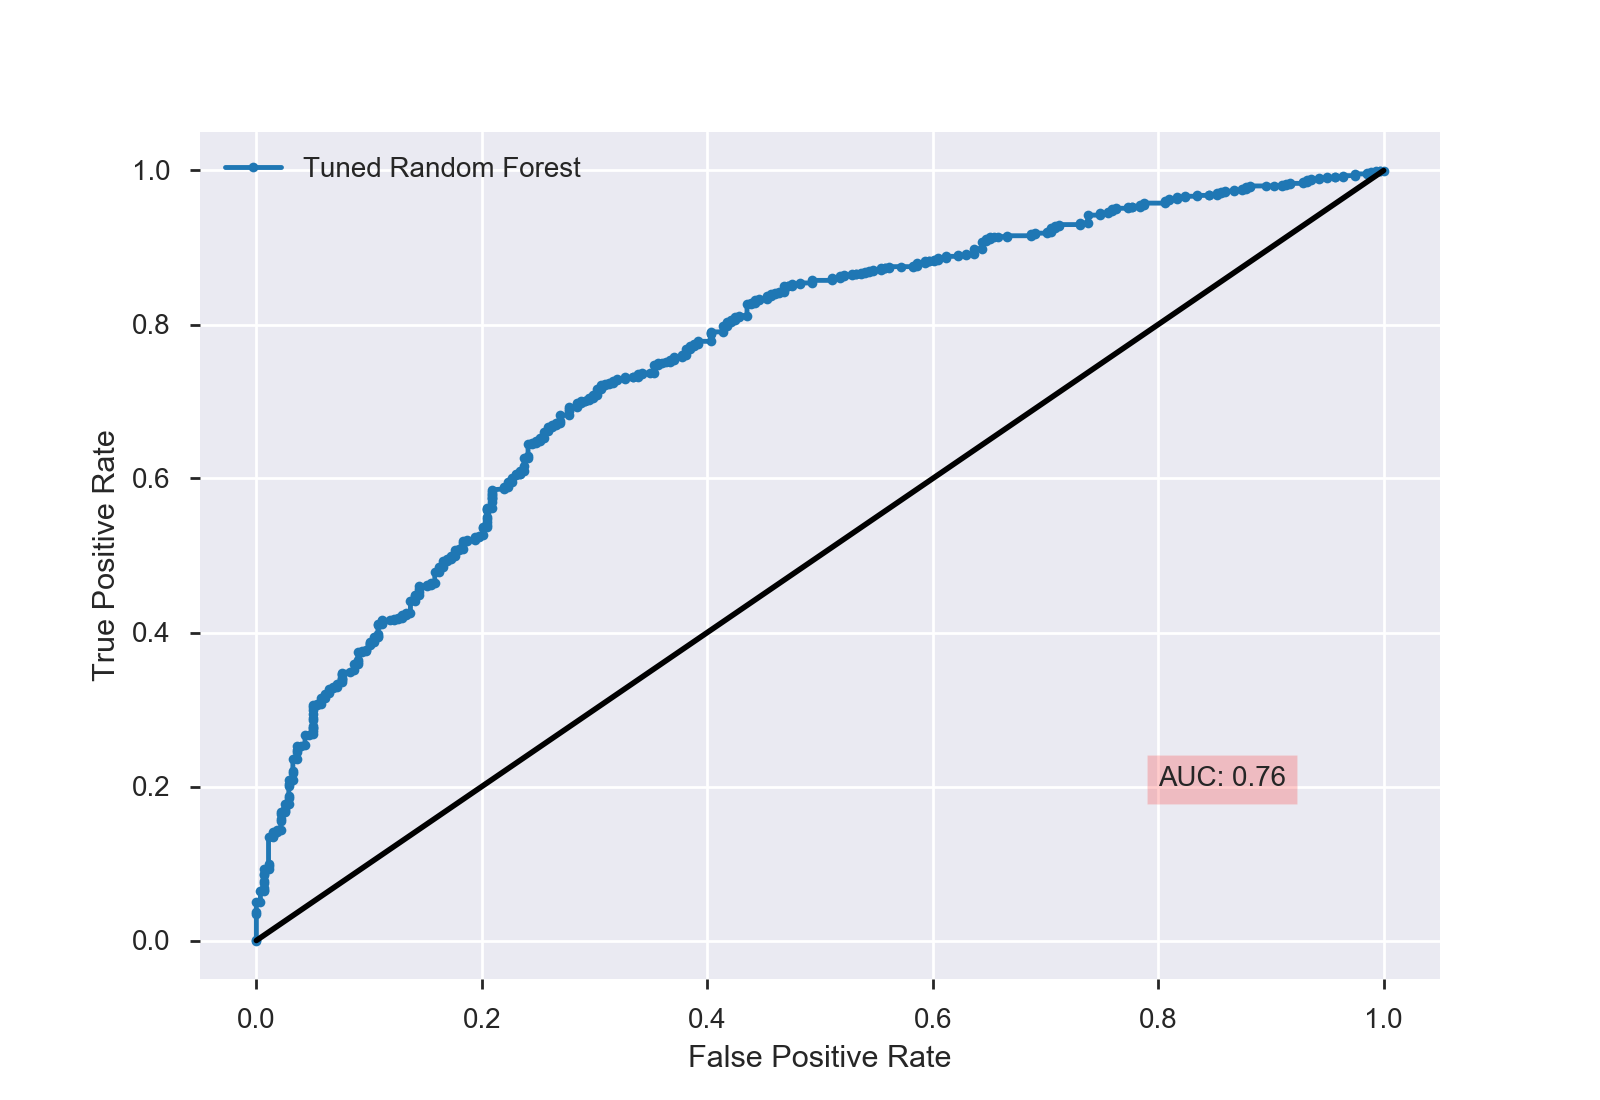 Tuned Random Forest
1.0
0.8
0.6
0.4
0.2
0.0
True Positive Rate
AUC: 0.76
0.0 0.2 0.4 0.6 0.8 1.0
False Positive Rate